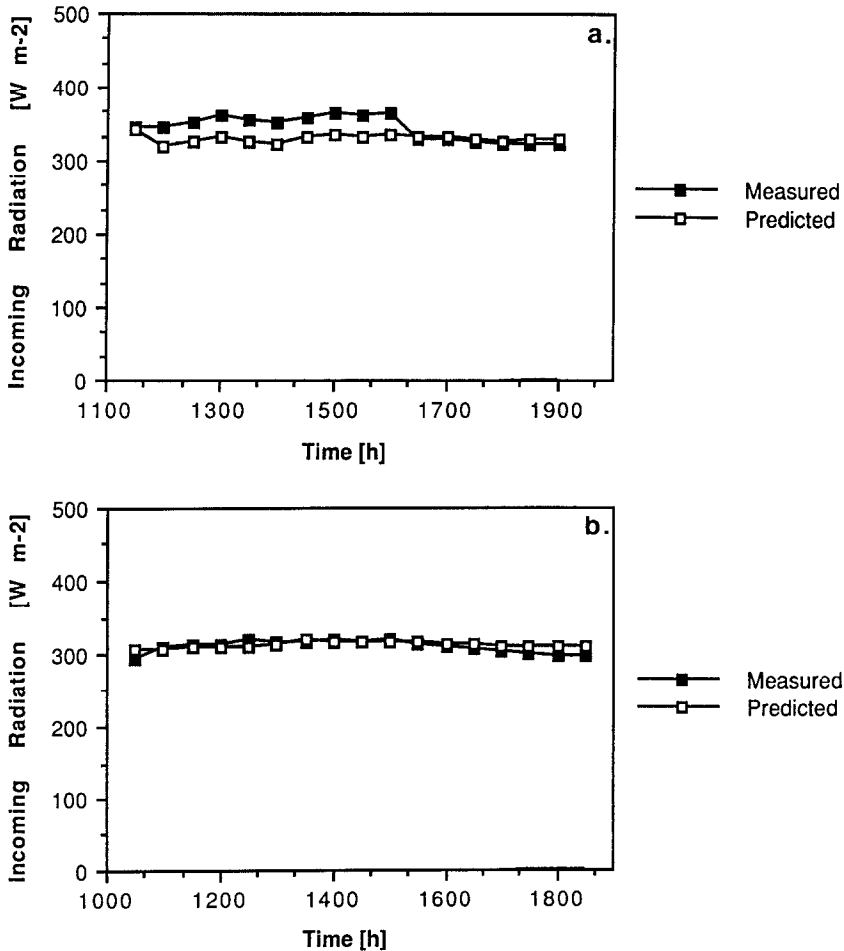 a.
500
400
300
200
100
0
Incoming Radiation [W m-2]
1100 1300 1500 1700 1900
Time [h]
Measured
Predicted
b.
500
400
300
200
100
0
Incoming Radiation [W m-2]
1000 1200 1400 1600 1800
Time [h]
Measured
Predicted